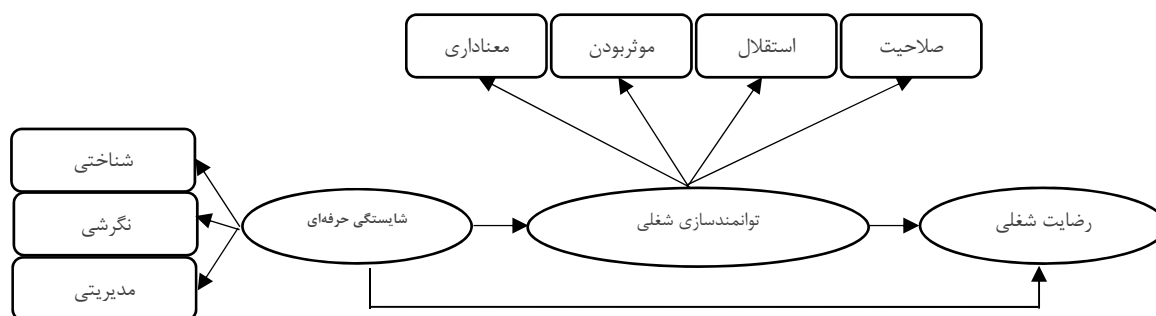 صلاحیت
استقلال
موثربودن
معناداری
شناختی
نگرشی
مدیریتی
شایستگی حرفه‌ای
توانمندسازی شغلی
رضایت شغلی